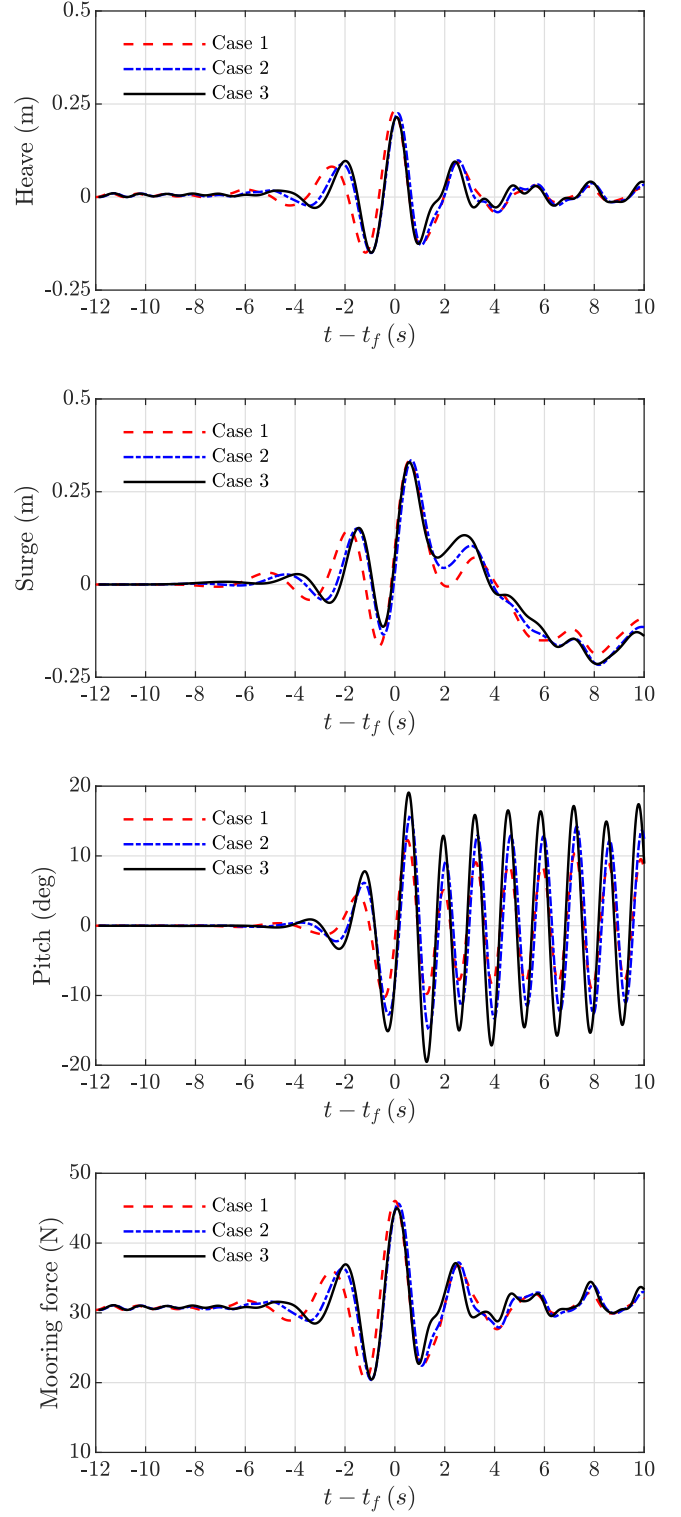 0.5
0.25
0
-0.25
Heave (m)
Case 1
Case 2
Case 3
-12 -10 -8 -6 -4 -2 0 2 4 6 8 10
t − t_f (s)
0.5
0.25
0
-0.25
Surge (m)
Case 1
Case 2
Case 3
-12 -10 -8 -6 -4 -2 0 2 4 6 8 10
t − t_f (s)
20
10
0
-10
-20
Pitch (deg)
Case 1
Case 2
Case 3
-12 -10 -8 -6 -4 -2 0 2 4 6 8 10
t − t_f (s)
50
40
30
20
10
Mooring force (N)
Case 1
Case 2
Case 3
-12 -10 -8 -6 -4 -2 0 2 4 6 8 10
t − t_f (s)